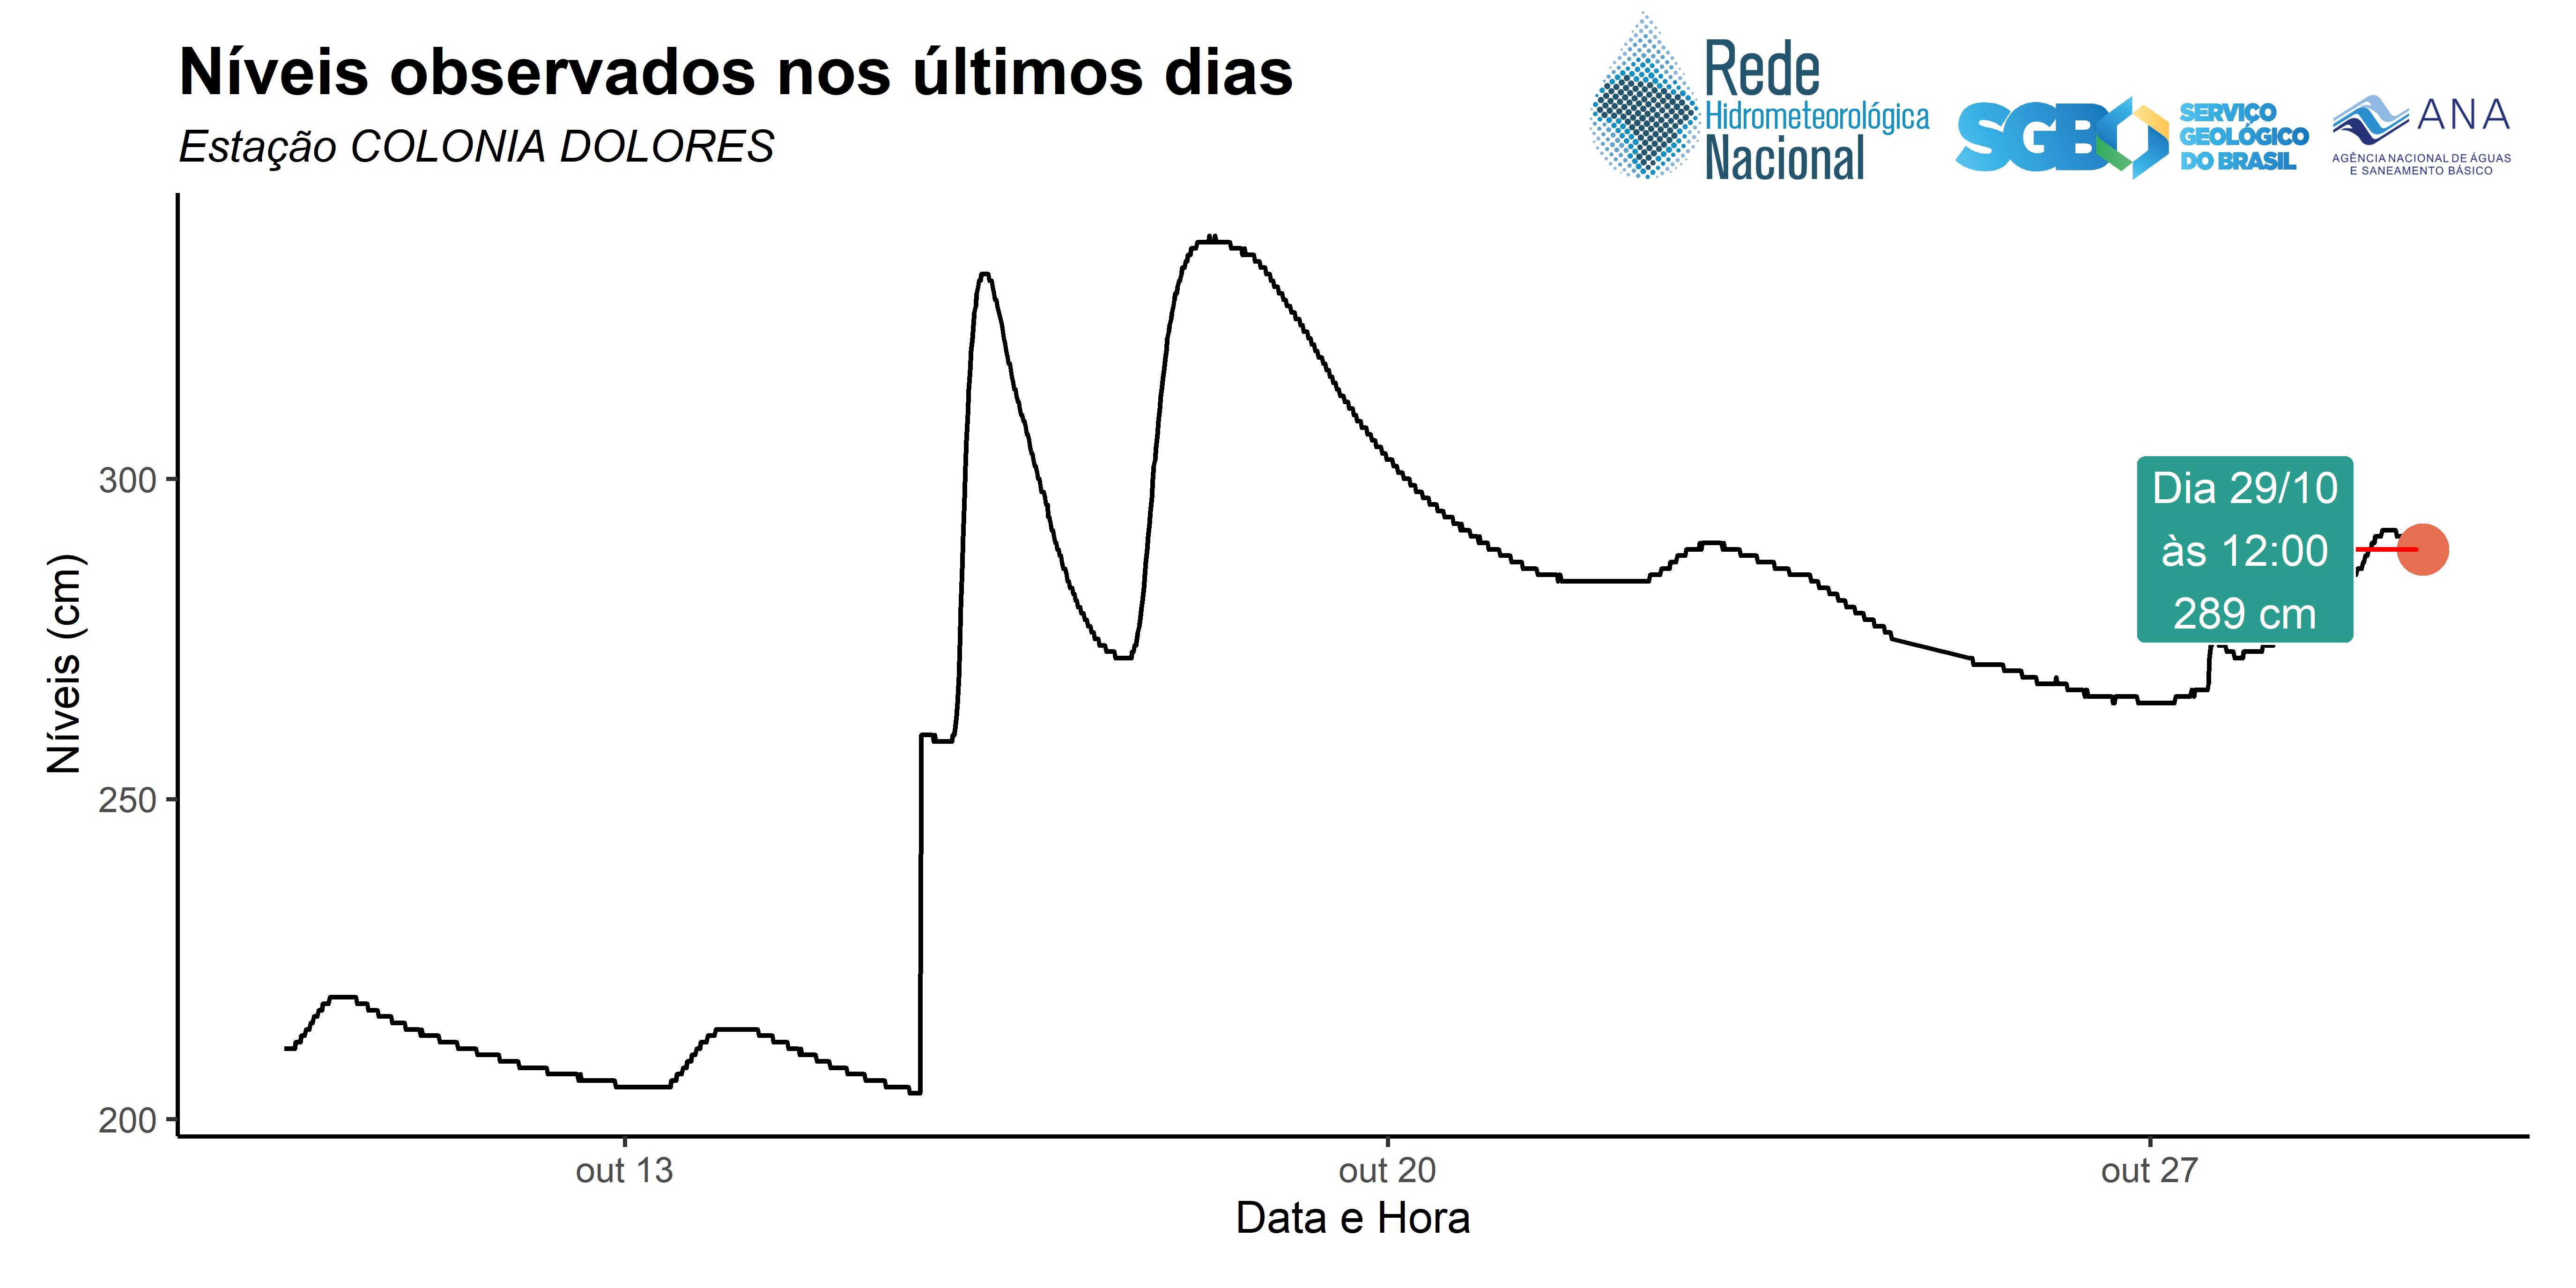 Níveis observados nos últimos dias
Estação COLONIA DOLORES
Rede
Hidrometeorológica
Nacional
SGB
SERVIÇO
GEOLÓGICO
DO BRASIL
ANA
AGÊNCIA NACIONAL DE ÁGUAS
E SANEAMENTO BÁSICO
Níveis (cm)
300
250
200
Dia 29/10
às 12:00
289 cm
out 13
out 20
out 27
Data e Hora